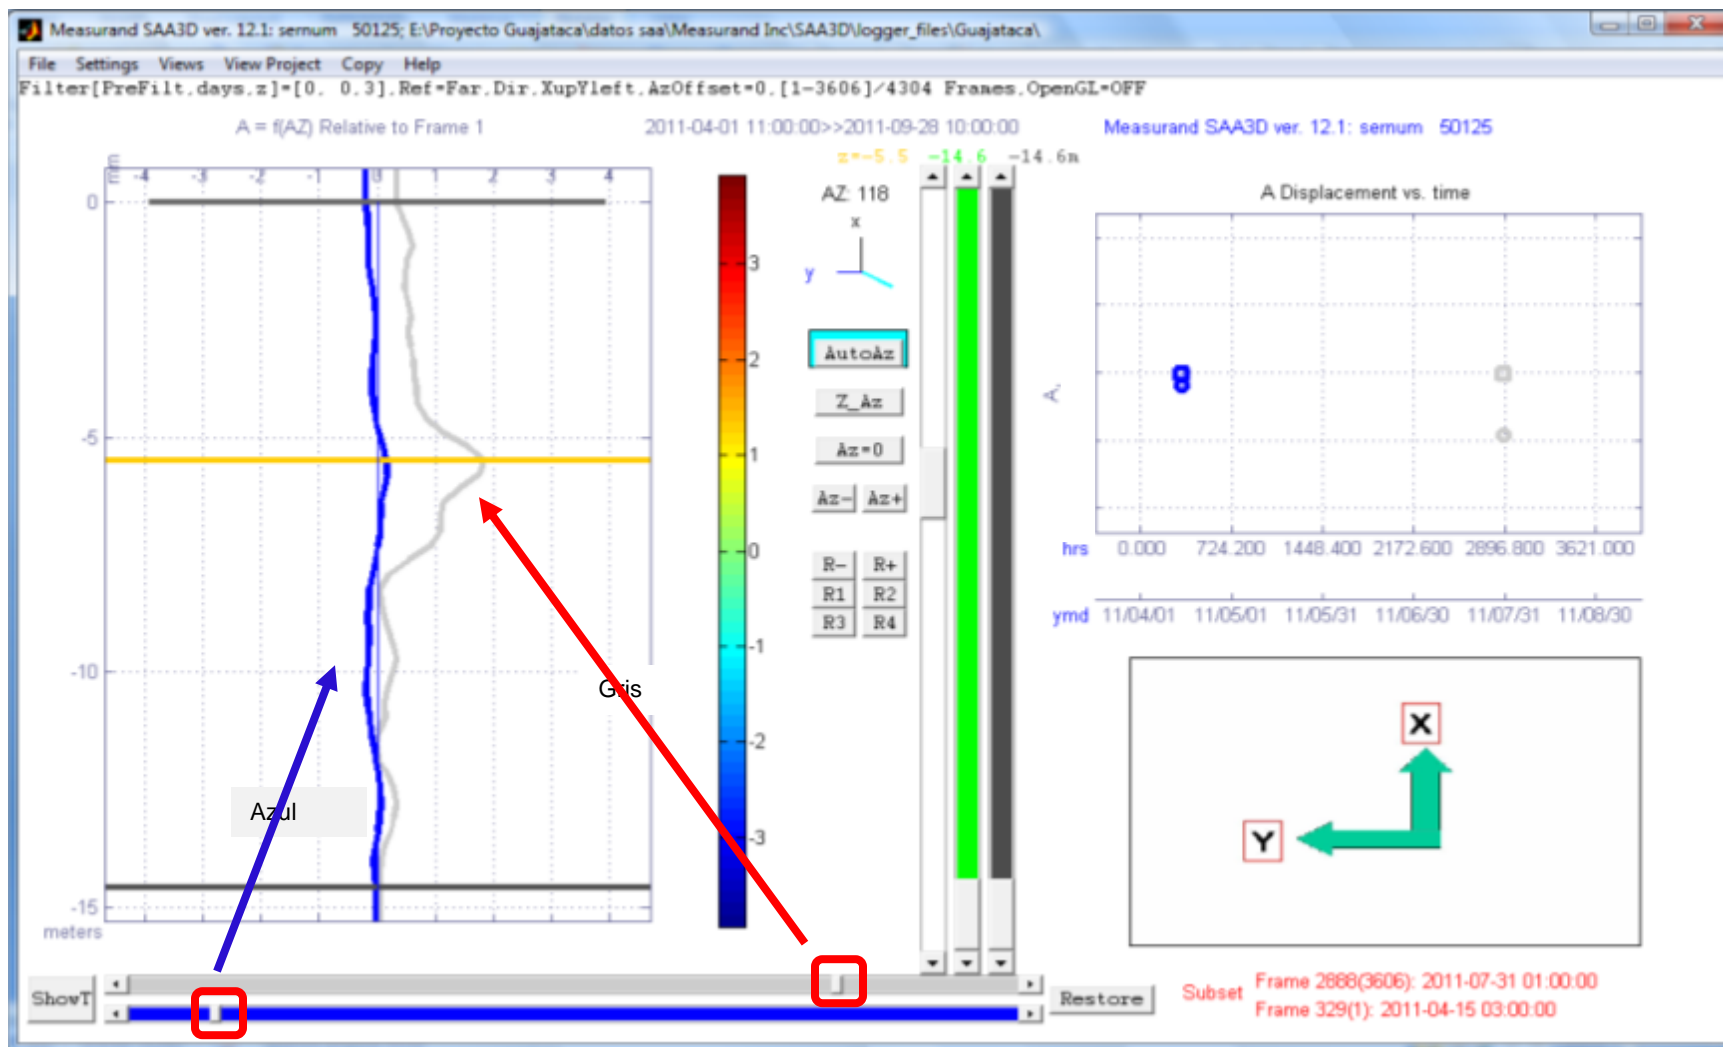 Measurand SAA3D ver. 12.1: sernum 50125; E:\Proyecto Guajataca\datos saa\Measurand Inc\SAA3D\logger_files\Guajataca\
File Settings Views View Project Copy Help
Filter[PreFilt,days,z]=[0, 0.3],Ref=Far,Dir,XupYleft,AzOffset=0,[1-3606]/4304 Frames,OpenGL=OFF
A = f(AZ) Relative to Frame 1
2011-04-01 11:00:00>>2011-09-28 10:00:00
Measurand SAA3D ver. 12.1: sernum 50125
z=-5.5 -14.6 -14.6m
mm
-4 -3 -2 -1 0 1 2 3 4
0
-5
-10
-15
meters
3
2
1
0
-1
-2
-3
AZ: 118
x
y
AutoAz
Z_Az
Az=0
Az- Az+
R- R+
R1 R2
R3 R4
A Displacement vs. time
A,
hrs 0.000 724.200 1448.400 2172.600 2896.800 3621.000
ymd 11/04/01 11/05/01 11/05/31 11/06/30 11/07/31 11/08/30
Gris
Azul
X
Y
ShowT
Restore
Subset
Frame 2888(3606): 2011-07-31 01:00:00
Frame 329(1): 2011-04-15 03:00:00